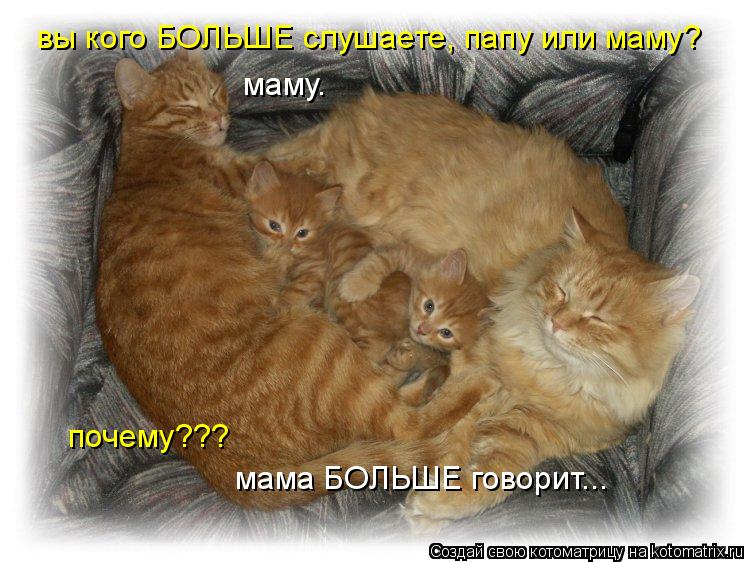 вы кого БОЛЬШЕ слушаете, папу или маму?
маму.
почему???
мама БОЛЬШЕ говорит...
Создай свою котоматрицу на kotomatrix.ru